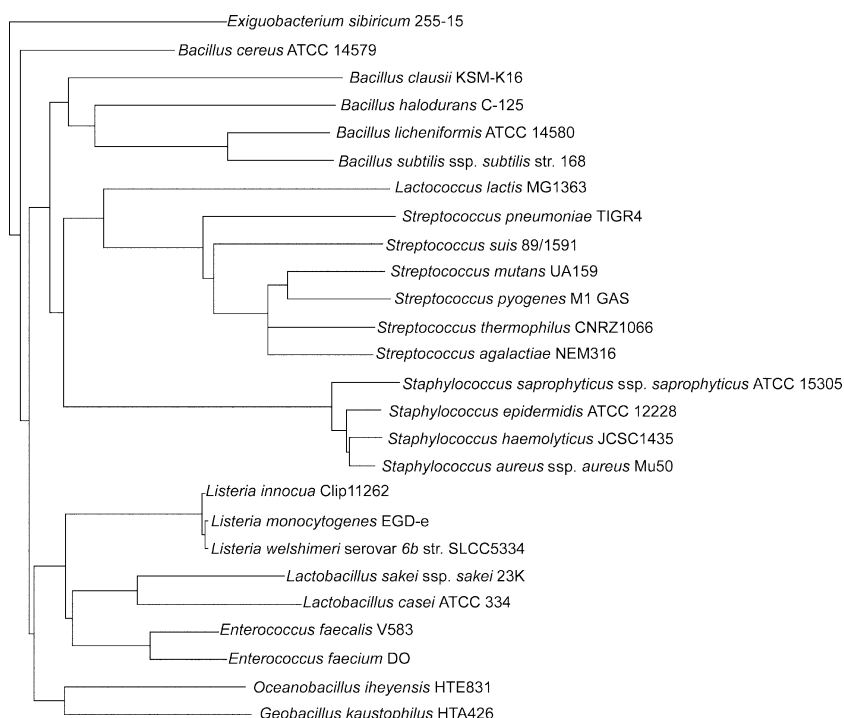 Exiguobacterium sibiricum 255-15
Bacillus cereus ATCC 14579
Bacillus clausii KSM-K16
Bacillus halodurans C-125
Bacillus licheniformis ATCC 14580
Bacillus subtilis ssp. subtilis str. 168
Lactococcus lactis MG1363
Streptococcus pneumoniae TIGR4
Streptococcus suis 89/1591
Streptococcus mutans UA159
Streptococcus pyogenes M1 GAS
Streptococcus thermophilus CNRZ1066
Streptococcus agalactiae NEM316
Staphylococcus saprophyticus ssp. saprophyticus ATCC 15305
Staphylococcus epidermidis ATCC 12228
Staphylococcus haemolyticus JCSC1435
Staphylococcus aureus ssp. aureus Mu50
Listeria innocua Clip11262
Listeria monocytogenes EGD-e
Listeria welshimeri serovar 6b str. SLCC5334
Lactobacillus sakei ssp. sakei 23K
Lactobacillus casei ATCC 334
Enterococcus faecalis V583
Enterococcus faecium DO
Oceanobacillus iheyensis HTE831
Geobacillus kaustophilus HTA426